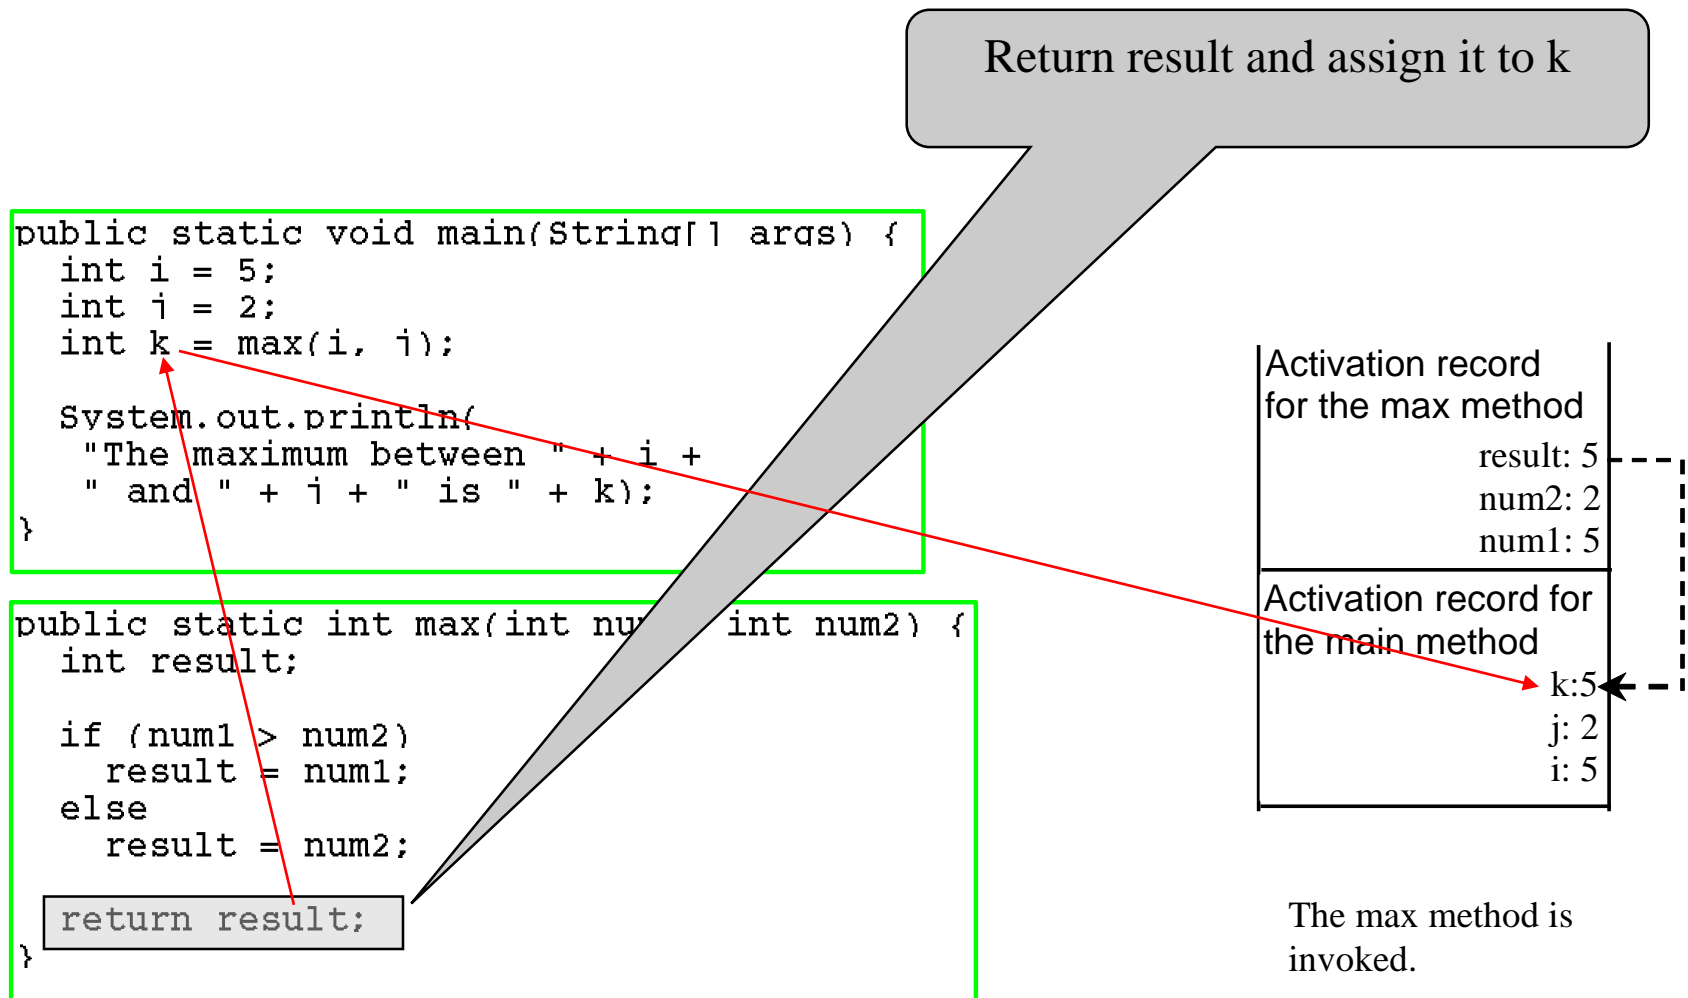 Return result and assign it to k
public static void main(String[] args) {
int i = 5;
int j = 2;
int k = max(i, j);
System.out.println(
"The maximum between " + i +
" and " + j + " is " + k);
}
public static int max(int nu int num2) {
int result;
if (num1 > num2)
result = num1;
else
result = num2;
return result;
}
Activation record
for the max method
result: 5
num2: 2
num1: 5
Activation record for
the main method
k:5
j: 2
i: 5
The max method is
invoked.